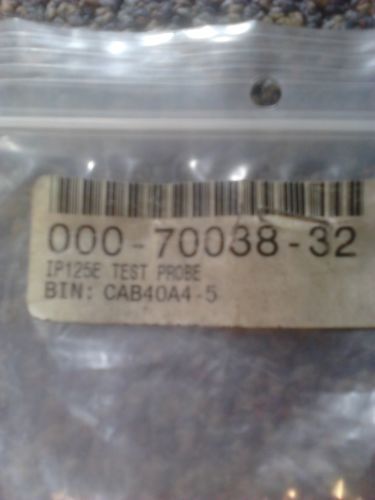 000-70038-32
IP125E TEST PROBE
BIN: CAB40A4-5